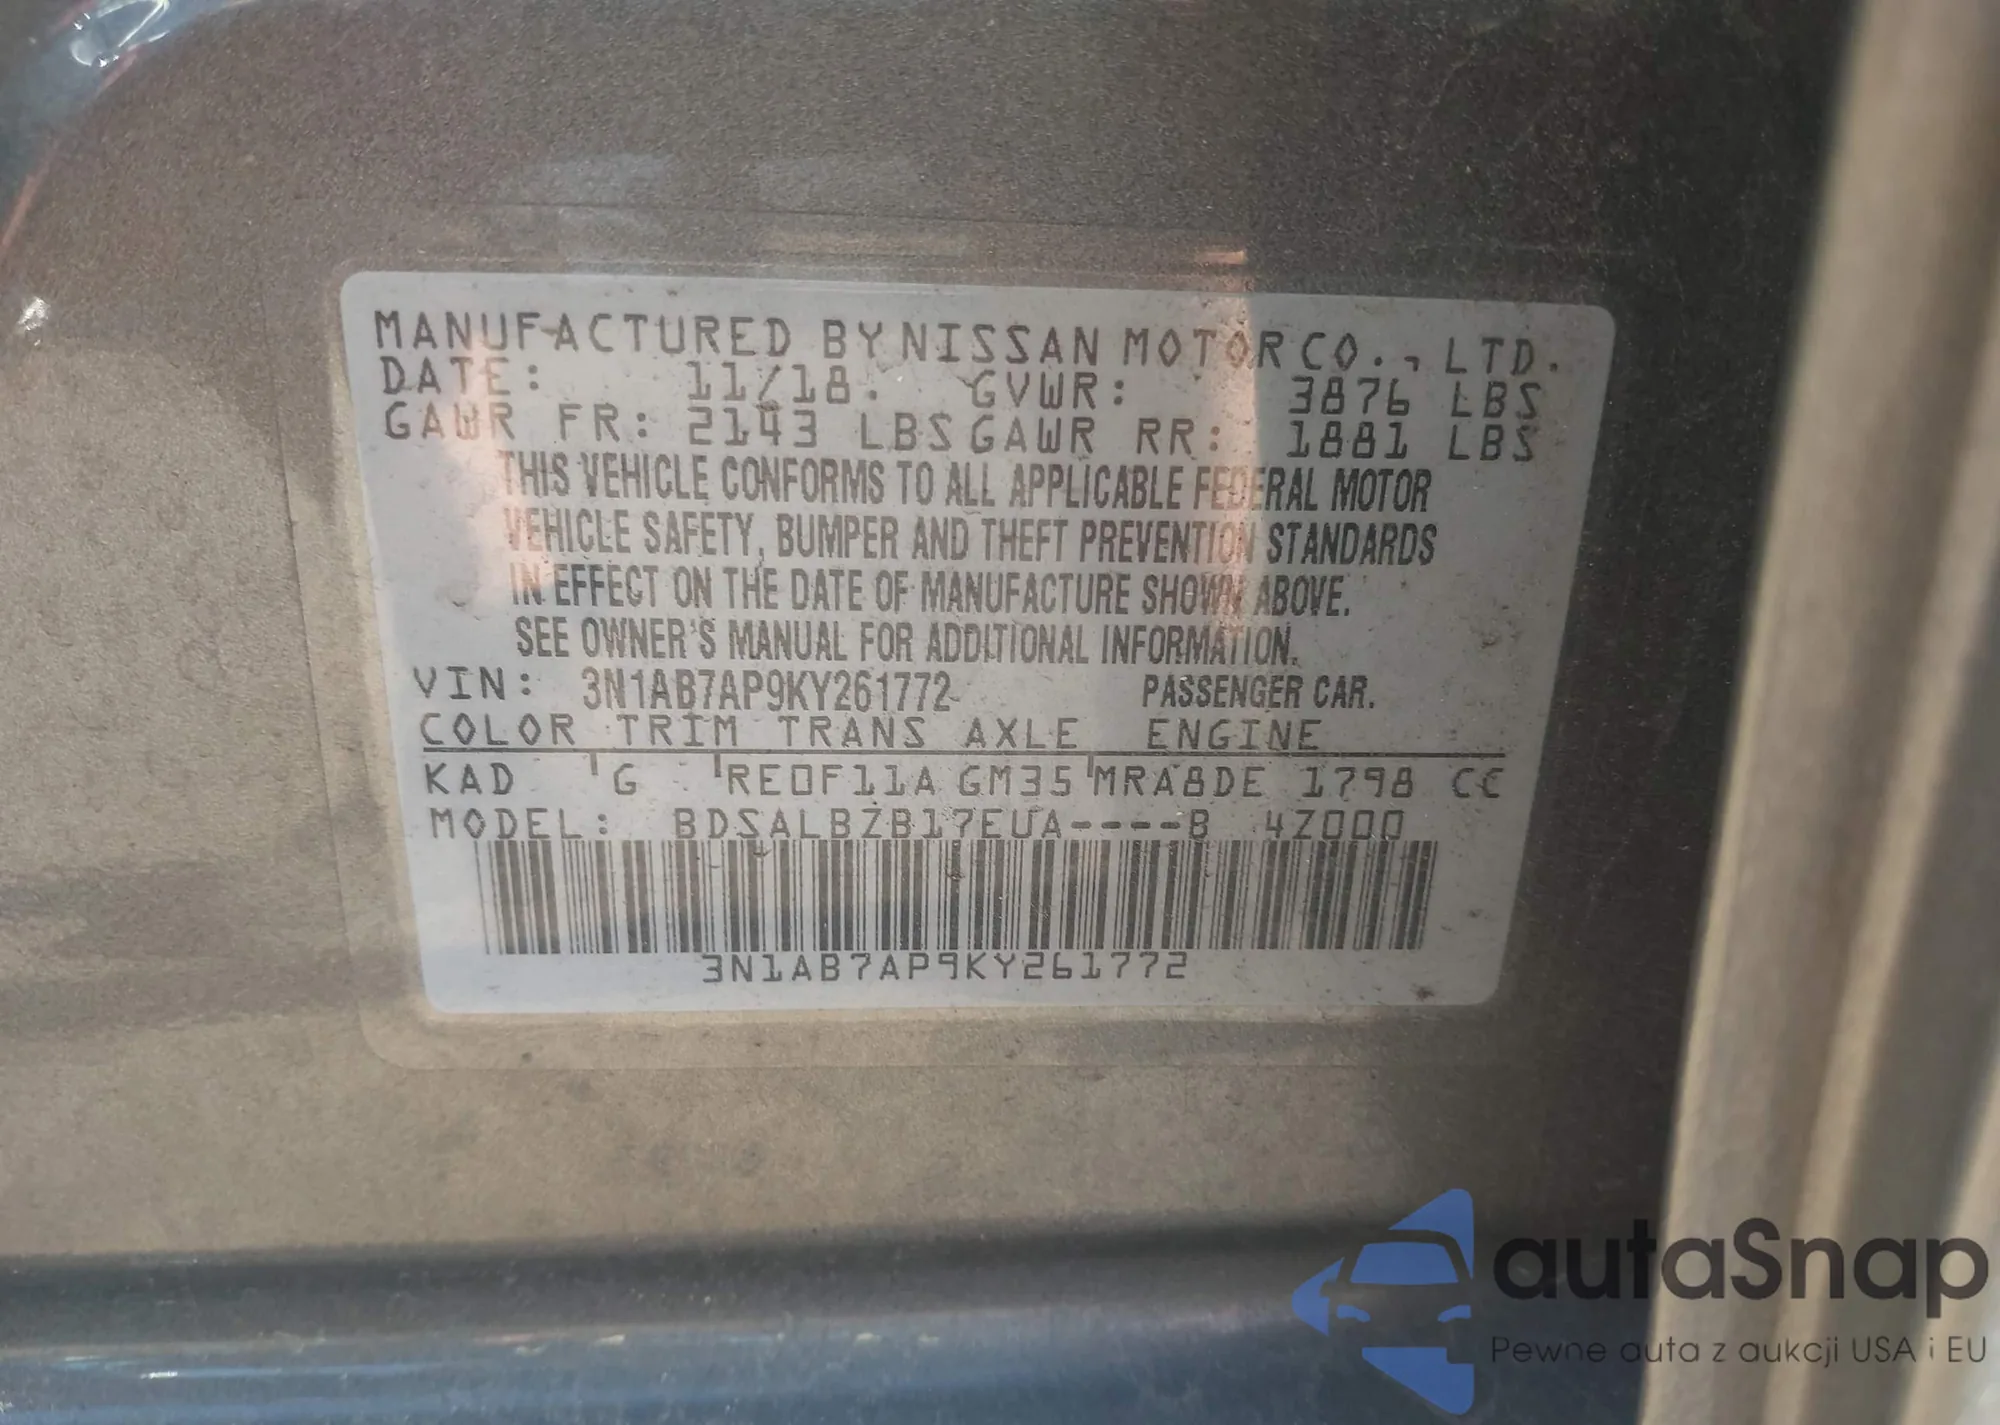 MANUFACTURED BY NISSAN MOTOR CO., LTD.
DATE: 11/18. GVWR: 3876 LBS
GAWR FR: 2143 LBS GAWR RR: 1881 LBS
THIS VEHICLE CONFORMS TO ALL APPLICABLE FEDERAL MOTOR
VEHICLE SAFETY, BUMPER AND THEFT PREVENTION STANDARDS
IN EFFECT ON THE DATE OF MANUFACTURE SHOWN ABOVE.
SEE OWNER'S MANUAL FOR ADDITIONAL INFORMATION.
VIN: 3N1AB7AP9KY261772 PASSENGER CAR.
COLOR TRIM TRANS AXLE ENGINE
KAD G RE0F11A GM35 MRA8DE 1798 CC
MODEL: BDSALBZB17EUA----B 4Z000
3N1AB7AP9KY261772
autaSnap
Pewne auta z aukcji USA i EU